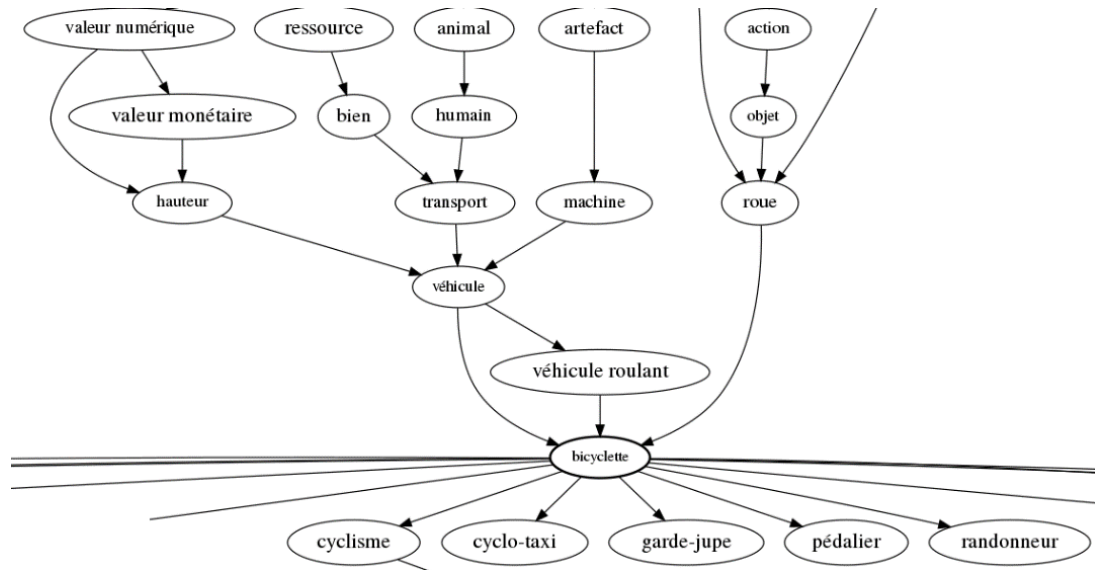 valeur numérique
ressource
animal
artefact
action
valeur monétaire
bien
humain
objet
hauteur
transport
machine
roue
véhicule
véhicule roulant
bicyclette
cyclisme
cyclo-taxi
garde-jupe
pédalier
randonneur